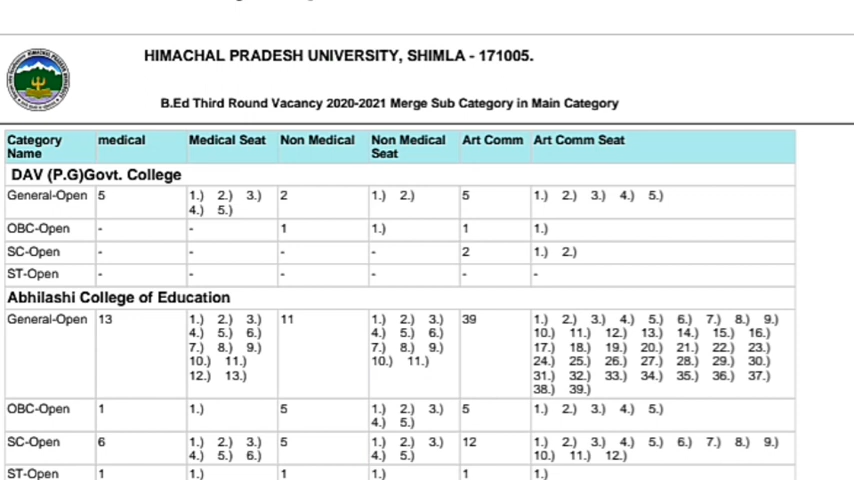 HIMACHAL PRADESH UNIVERSITY, SHIMLA - 171005.
B.Ed Third Round Vacancy 2020-2021 Merge Sub Category in Main Category
Category Name medical Medical Seat Non Medical Non Medical Seat Art Comm Art Comm Seat
DAV (P.G)Govt. College
General-Open 5 1.) 2.) 3.) 4.) 5.) 2 1.) 2.) 5 1.) 2.) 3.) 4.) 5.)
OBC-Open - - 1 1.) 1 1.)
SC-Open - - - - 2 1.) 2.)
ST-Open - - - - - -
Abhilashi College of Education
General-Open 13 1.) 2.) 3.) 4.) 5.) 6.) 7.) 8.) 9.) 10.) 11.) 12.) 13.) 11 1.) 2.) 3.) 4.) 5.) 6.) 7.) 8.) 9.) 10.) 11.) 39 1.) 2.) 3.) 4.) 5.) 6.) 7.) 8.) 9.) 10.) 11.) 12.) 13.) 14.) 15.) 16.) 17.) 18.) 19.) 20.) 21.) 22.) 23.) 24.) 25.) 26.) 27.) 28.) 29.) 30.) 31.) 32.) 33.) 34.) 35.) 36.) 37.) 38.) 39.)
OBC-Open 1 1.) 5 1.) 2.) 3.) 4.) 5.) 5 1.) 2.) 3.) 4.) 5.)
SC-Open 6 1.) 2.) 3.) 4.) 5.) 6.) 5 1.) 2.) 3.) 4.) 5.) 12 1.) 2.) 3.) 4.) 5.) 6.) 7.) 8.) 9.) 10.) 11.) 12.)
ST-Open 1 1.) 1 1.) 1 1.)